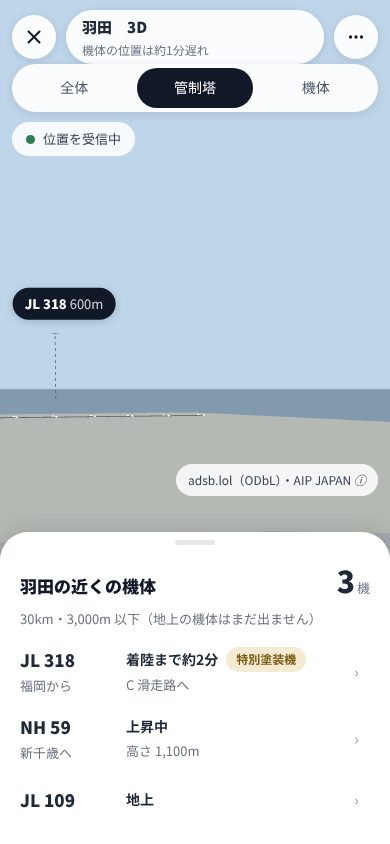 羽田 3D
機体の位置は約1分遅れ
全体
管制塔
機体
位置を受信中
JL 318 600m
adsb.lol（ODbL）・AIP JAPAN ⓘ
羽田の近くの機体
3機
30km・3,000m 以下（地上の機体はまだ出ません）
JL 318
着陸まで約2分
特別塗装機
福岡から
C 滑走路へ
NH 59
上昇中
新千歳へ
高さ 1,100m
JL 109
地上